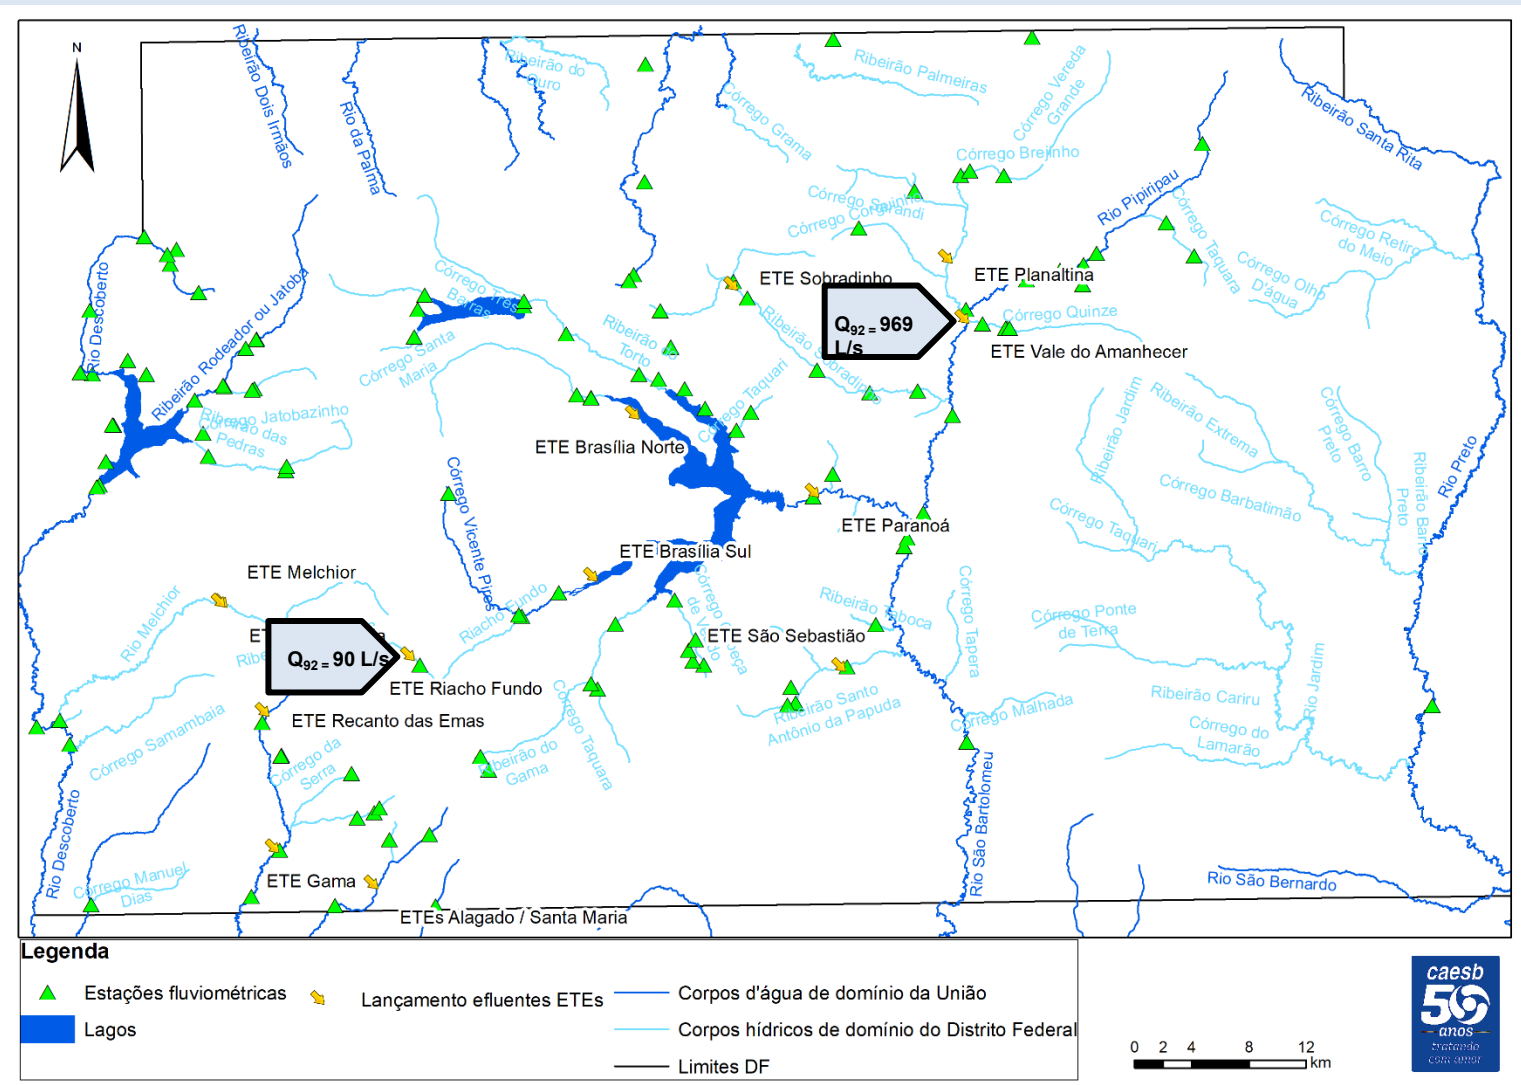 N
Ribeirão Dois Irmãos
Rio da Palma
Ribeirão do
Ouro
Ribeirão Palmeiras
Córrego Vereda
Grande
Córrego Grama
Córrego Brejinho
Ribeirão Santa Rita
Rio Pipiripau
Córrego Corguinho
Córrego Taquara
Córrego Retiro
do Meio
Córrego Olho
D'água
Rio Descoberto
Ribeirão Rodeador ou Jatobá
Córrego Três
Barras
ETE Sobradinho
ETE Planaltina
Q92 = 969
L/s
Córrego Quinze
ETE Vale do Amanhecer
Córrego Santa
Maria
Ribeirão do
Torto
Ribeirão Sobradinho
Córrego Taquari
Ribeirão Jatobazinho
Pedras
ETE Brasília Norte
Ribeirão Jardim
Ribeirão Extrema
Córrego Barro
Preto
Ribeirão Barro
Preto
Rio Preto
Córrego Barbatimão
Córrego Taquari
Córrego Vicente Pires
ETE Paranoá
ETE Brasília Sul
ETE Melchior
Rio Melchior
Riacho Fundo
Córrego Cabeça
de Veado
Ribeirão Taboca
Córrego Tapera
Córrego Ponte
de Terra
ETE São Sebastião
Q92 = 90 L/s
ETE Riacho Fundo
ETE Recanto das Emas
Córrego Samambaia
Córrego da
Serra
Ribeirão do
Gama
Córrego Taquara
Ribeirão Santo
Antônio da Papuda
Córrego Malhada
Ribeirão Cariru
Córrego do
Lamarão
Rio Jardim
Rio Descoberto
Córrego Manuel
Dias
ETE Gama
ETEs Alagado / Santa Maria
Rio São Bartolomeu
Rio São Bernardo
Legenda
Estações fluviométricas
Lançamento efluentes ETEs
Corpos d'água de domínio da União
Lagos
Corpos hídricos de domínio do Distrito Federal
Limites DF
0 2 4 8 12
km
caesb
50
anos
tratando
com amor